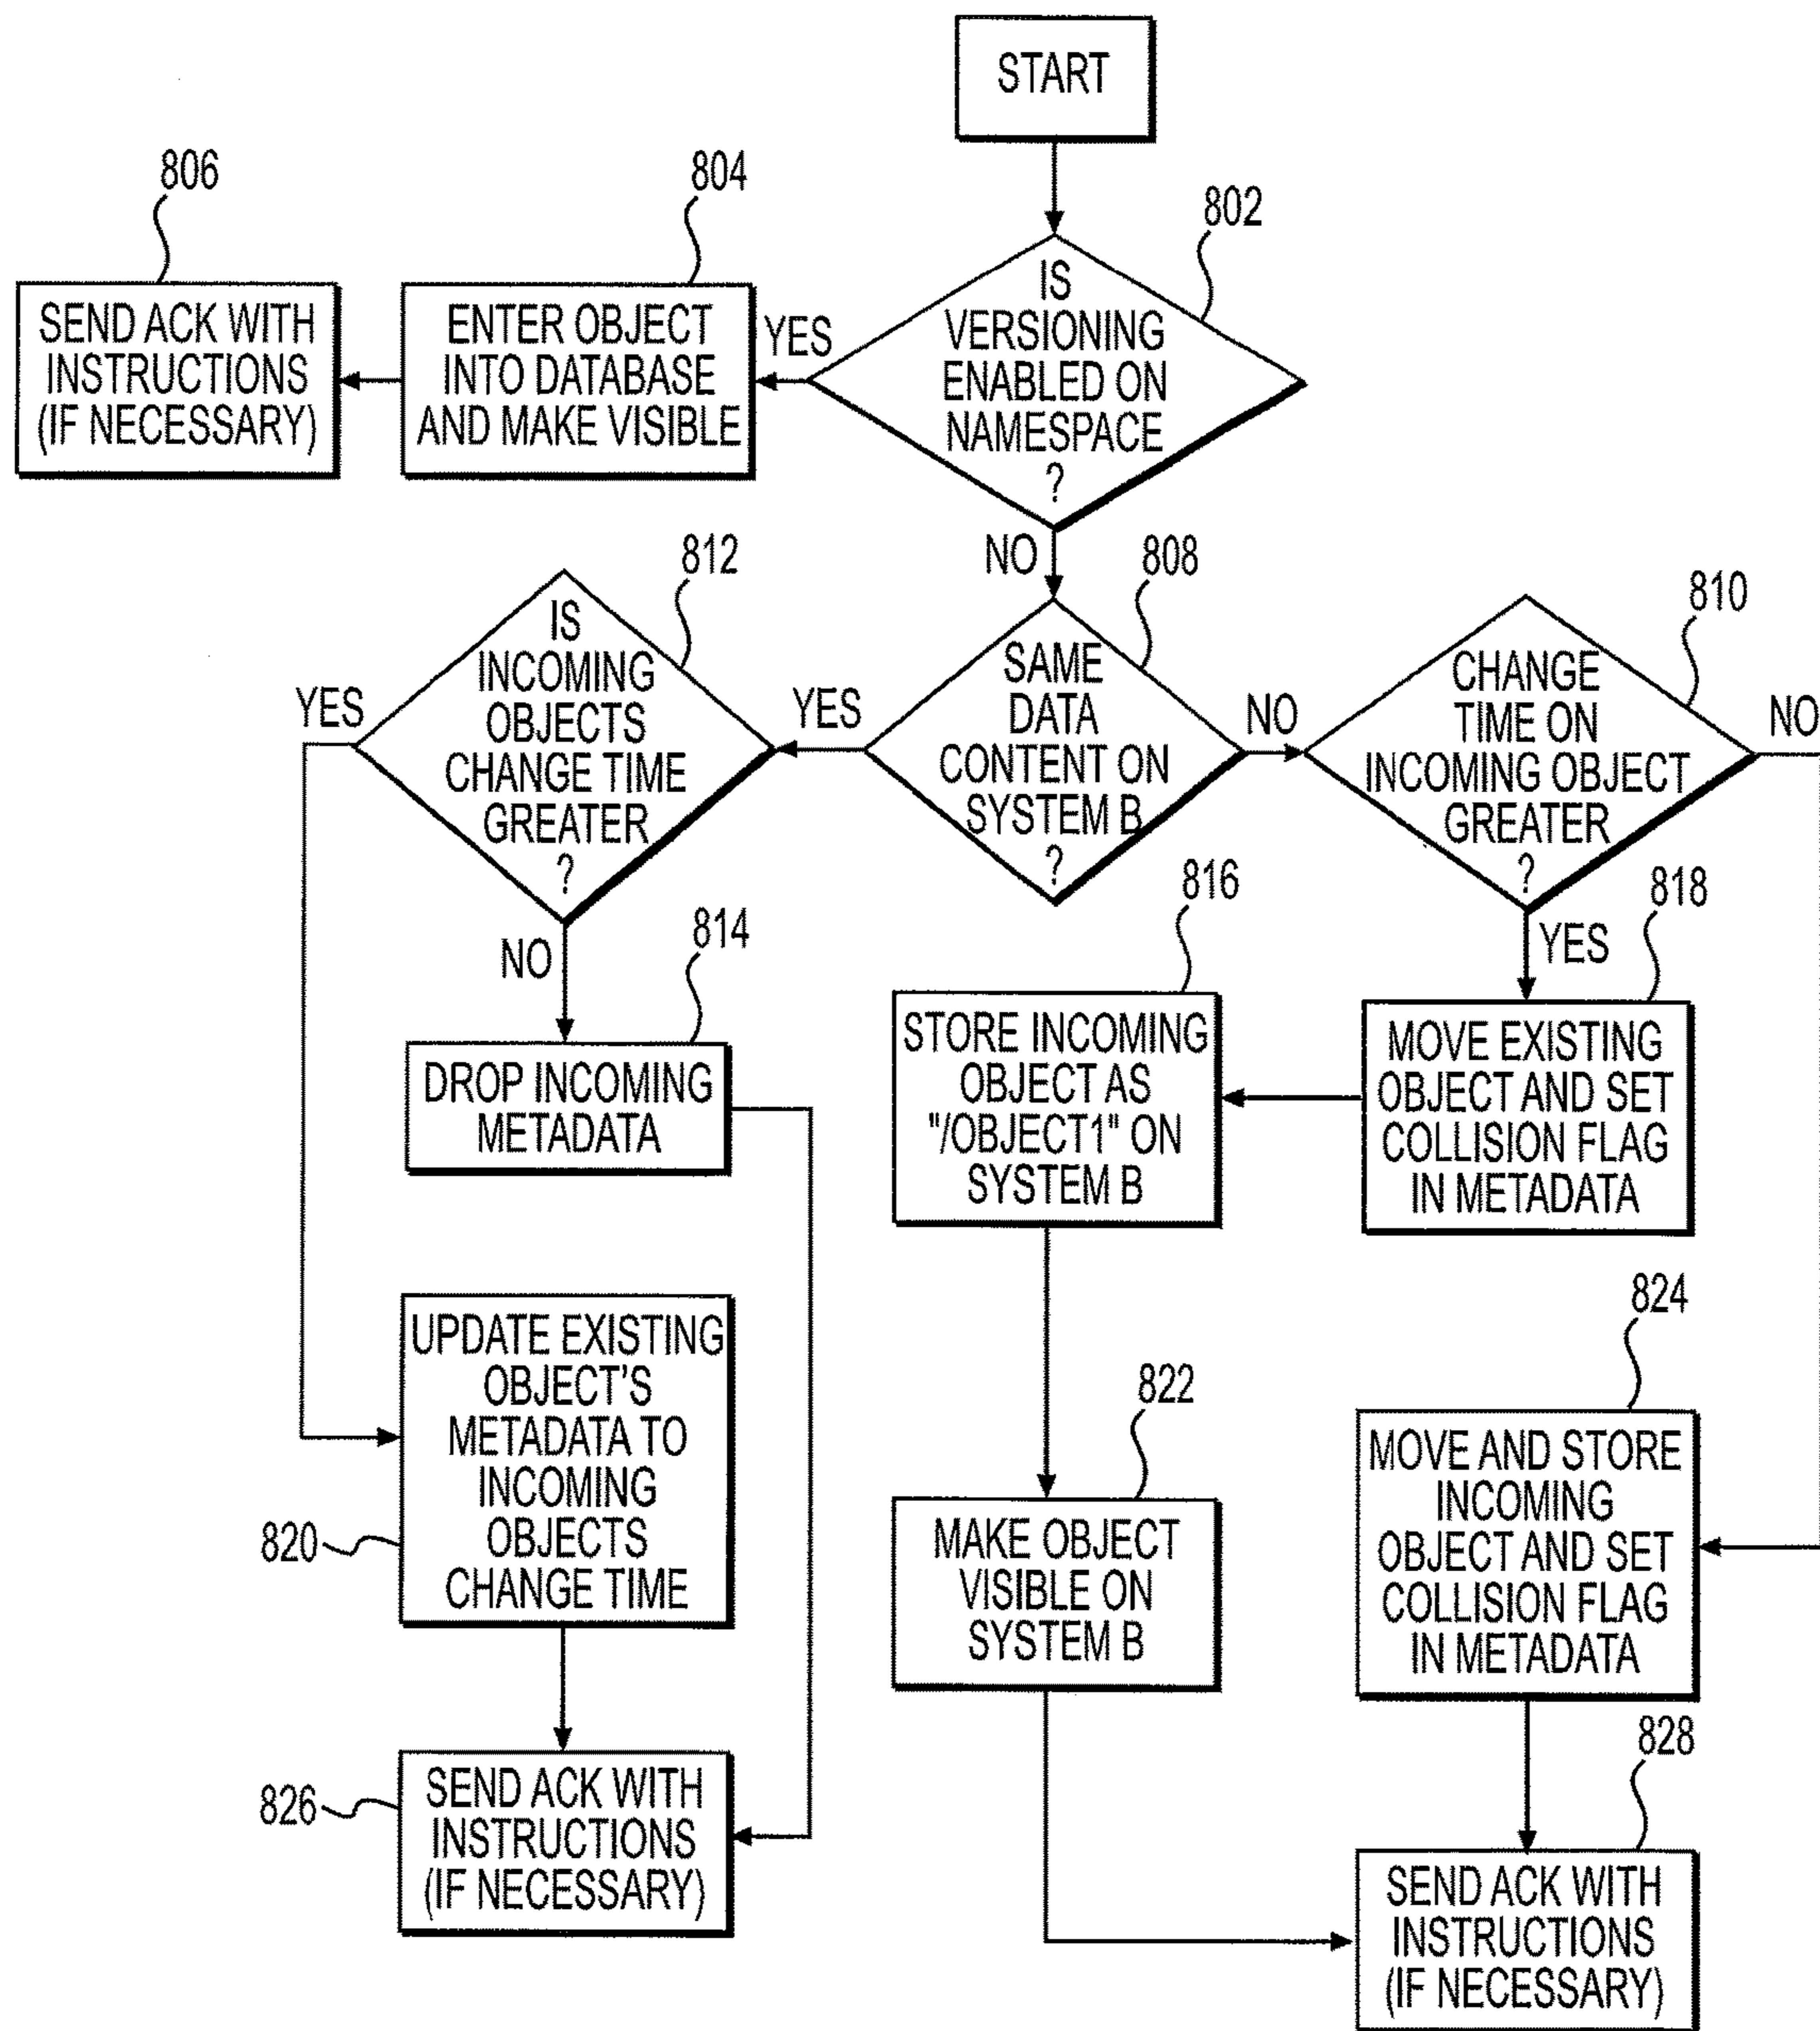 START
802
IS
VERSIONING
ENABLED ON
NAMESPACE
?
YES
804
ENTER OBJECT
INTO DATABASE
AND MAKE VISIBLE
806
SEND ACK WITH
INSTRUCTIONS
(IF NECESSARY)
NO
808
SAME
DATA
CONTENT ON
SYSTEM B
?
YES
NO
812
IS
INCOMING
OBJECTS
CHANGE TIME
GREATER
?
YES
NO
810
CHANGE
TIME ON
INCOMING OBJECT
GREATER
?
NO
YES
814
DROP INCOMING
METADATA
816
STORE INCOMING
OBJECT AS
"/OBJECT1" ON
SYSTEM B
818
MOVE EXISTING
OBJECT AND SET
COLLISION FLAG
IN METADATA
820
UPDATE EXISTING
OBJECT'S
METADATA TO
INCOMING
OBJECTS
CHANGE TIME
822
MAKE OBJECT
VISIBLE ON
SYSTEM B
824
MOVE AND STORE
INCOMING
OBJECT AND SET
COLLISION FLAG
IN METADATA
826
SEND ACK WITH
INSTRUCTIONS
(IF NECESSARY)
828
SEND ACK WITH
INSTRUCTIONS
(IF NECESSARY)